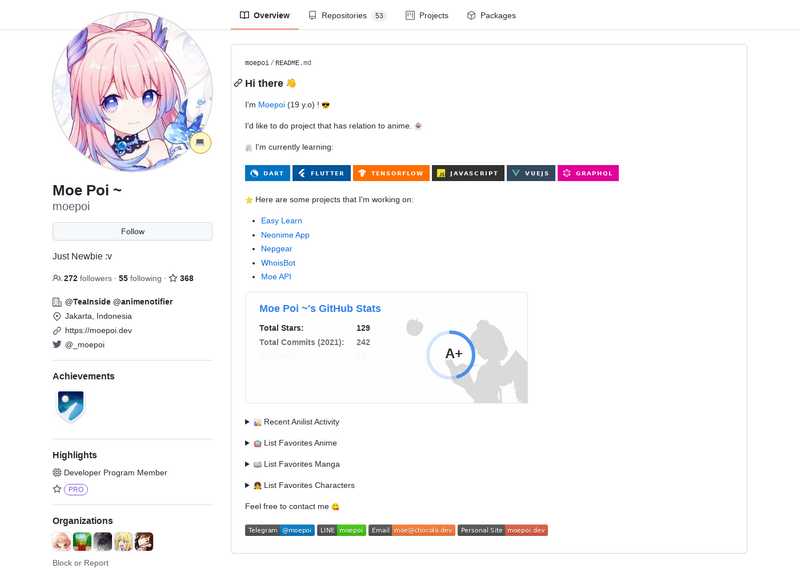 Overview
Repositories 53
Projects
Packages
moepoi / README.md
Hi there 👋
I'm Moepoi (19 y.o) ! 😎
I'd like to do project that has relation to anime.
I'm currently learning:
DART
FLUTTER
TENSORFLOW
JAVASCRIPT
VUEJS
GRAPHQL
⭐ Here are some projects that I'm working on:
Easy Learn
Neonime App
Nepgear
WhoisBot
Moe API
Moe Poi ~'s GitHub Stats
Total Stars: 129
Total Commits (2021): 242
A+
Recent Anilist Activity
List Favorites Anime
List Favorites Manga
List Favorites Characters
Feel free to contact me 😋
Telegram @moepoi
LINE moepoi
Email moe@chocola.dev
Personal Site moepoi.dev
Moe Poi ~
moepoi
Follow
Just Newbie :v
272 followers · 55 following · 368
@TeaInside @animenotifier
Jakarta, Indonesia
https://moepoi.dev
@_moepoi
Achievements
Highlights
Developer Program Member
PRO
Organizations
Block or Report